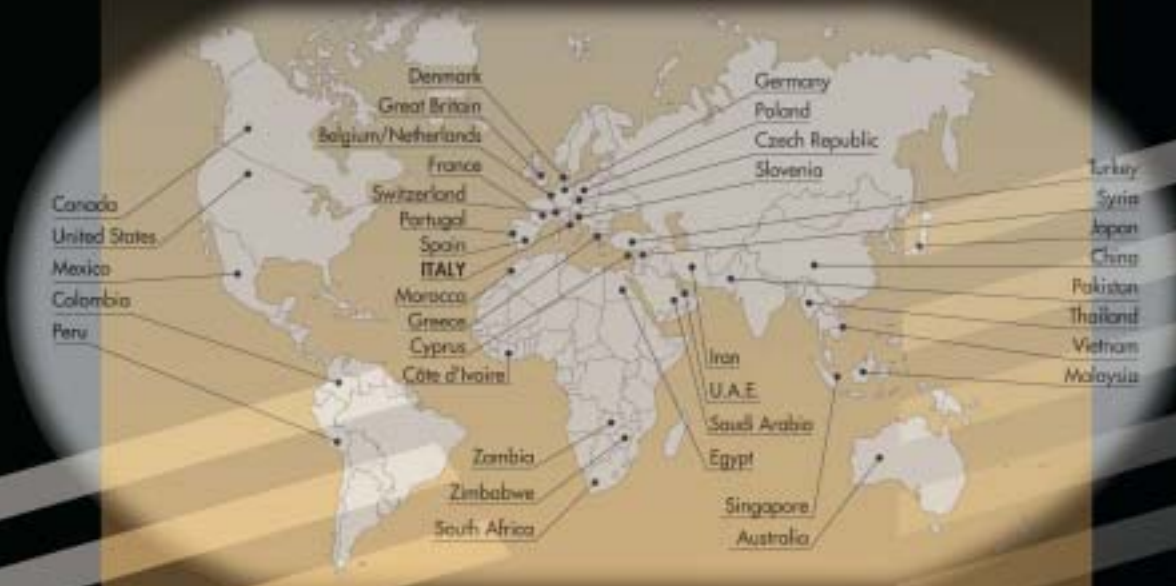 Canada
United States
Mexico
Colombia
Peru
Denmark
Great Britain
Belgium/Netherlands
France
Switzerland
Portugal
Spain
ITALY
Morocco
Greece
Cyprus
Côte d'Ivoire
Zambia
Zimbabwe
South Africa
Germany
Poland
Czech Republic
Slovenia
Iran
U.A.E.
Saudi Arabia
Egypt
Singapore
Australia
Turkey
Syria
Japan
China
Pakistan
Thailand
Vietnam
Malaysia